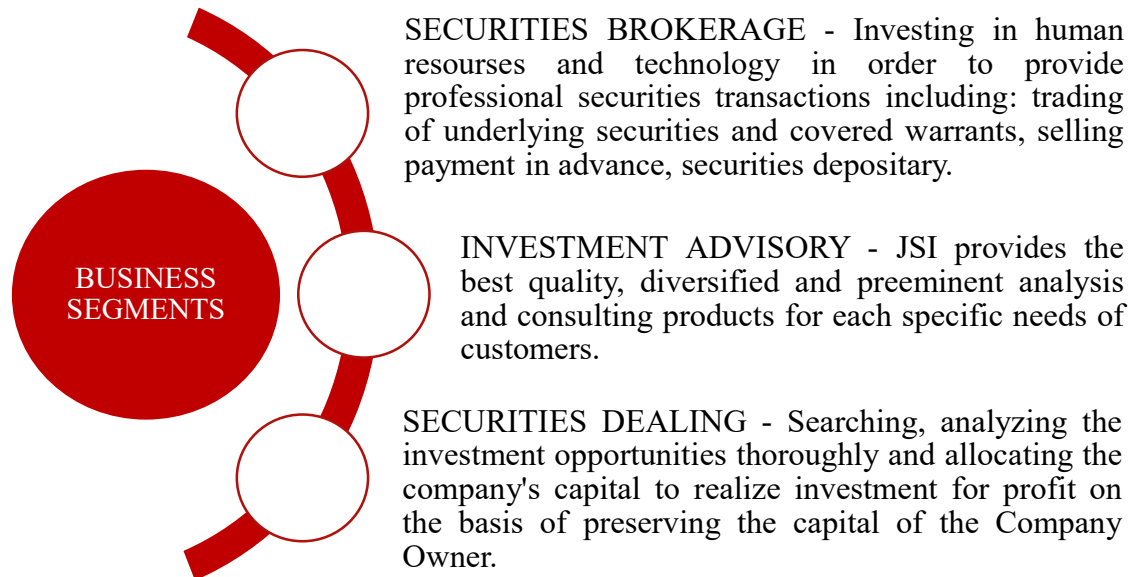 SECURITIES BROKERAGE - Investing in human
resourses and technology in order to provide
professional securities transactions including: trading
of underlying securities and covered warrants, selling
payment in advance, securities depositary.
BUSINESS
SEGMENTS
INVESTMENT ADVISORY - JSI provides the
best quality, diversified and preeminent analysis
and consulting products for each specific needs of
customers.
SECURITIES DEALING - Searching, analyzing the
investment opportunities thoroughly and allocating the
company's capital to realize investment for profit on
the basis of preserving the capital of the Company
Owner.